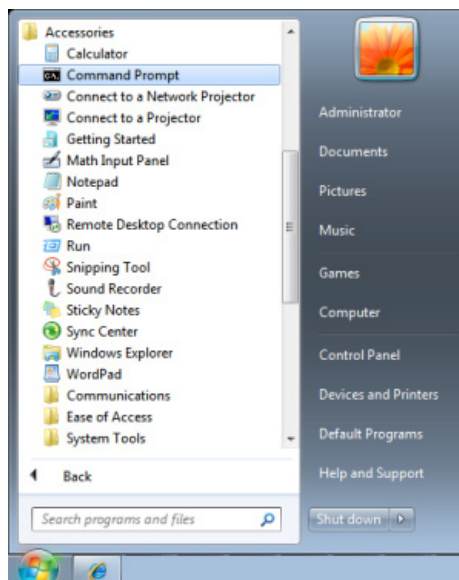 Accessories
Calculator
Command Prompt
Connect to a Network Projector
Connect to a Projector
Getting Started
Math Input Panel
Notepad
Paint
Remote Desktop Connection
Run
Snipping Tool
Sound Recorder
Sticky Notes
Sync Center
Windows Explorer
WordPad
Communications
Ease of Access
System Tools
Back
Search programs and files
Administrator
Documents
Pictures
Music
Games
Computer
Control Panel
Devices and Printers
Default Programs
Help and Support
Shut down